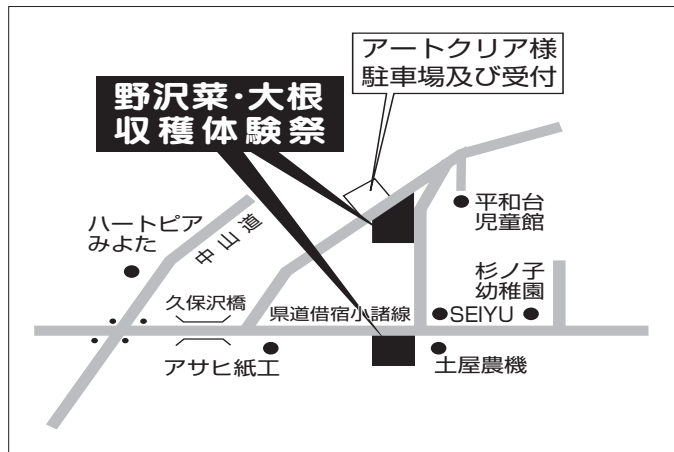 アートクリア様
駐車場及び受付
野沢菜・大根
収穫体験祭
平和台
児童館
ハートピア
みよた
中山道
杉ノ子
幼稚園
久保沢橋
県道借宿小諸線
SEIYU
アサヒ紙工
土屋農機